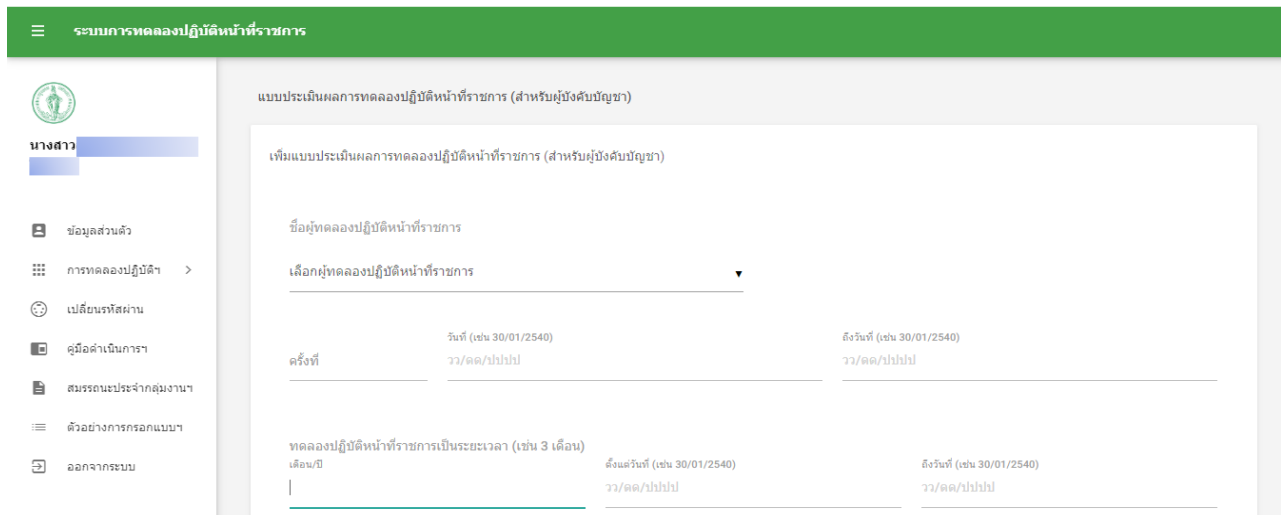 ระบบการทดลองปฏิบัติหน้าที่ราชการ
นางสาว
ข้อมูลส่วนตัว
การทดลองปฏิบัติฯ
เปลี่ยนรหัสผ่าน
คู่มือดำเนินการฯ
สมรรถนะประจำกลุ่มงานฯ
ตัวอย่างการกรอกแบบฯ
ออกจากระบบ
แบบประเมินผลการทดลองปฏิบัติหน้าที่ราชการ (สำหรับผู้บังคับบัญชา)
เพิ่มแบบประเมินผลการทดลองปฏิบัติหน้าที่ราชการ (สำหรับผู้บังคับบัญชา)
ชื่อผู้ทดลองปฏิบัติหน้าที่ราชการ
เลือกผู้ทดลองปฏิบัติหน้าที่ราชการ
วันที่ (เช่น 30/01/2540) ถึงวันที่ (เช่น 30/01/2540)
ครั้งที่ วว/ดด/ปปปป วว/ดด/ปปปป
ทดลองปฏิบัติหน้าที่ราชการเป็นระยะเวลา (เช่น 3 เดือน)
เดือน/ปี ตั้งแต่วันที่ (เช่น 30/01/2540) ถึงวันที่ (เช่น 30/01/2540)
วว/ดด/ปปปป วว/ดด/ปปปป